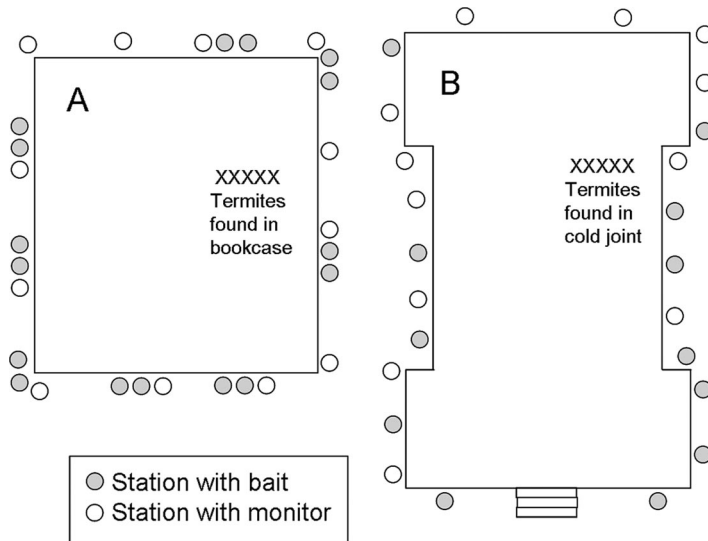 A
XXXXX
Termites
found in
bookcase
B
XXXXX
Termites
found in
cold joint
Station with bait
Station with monitor